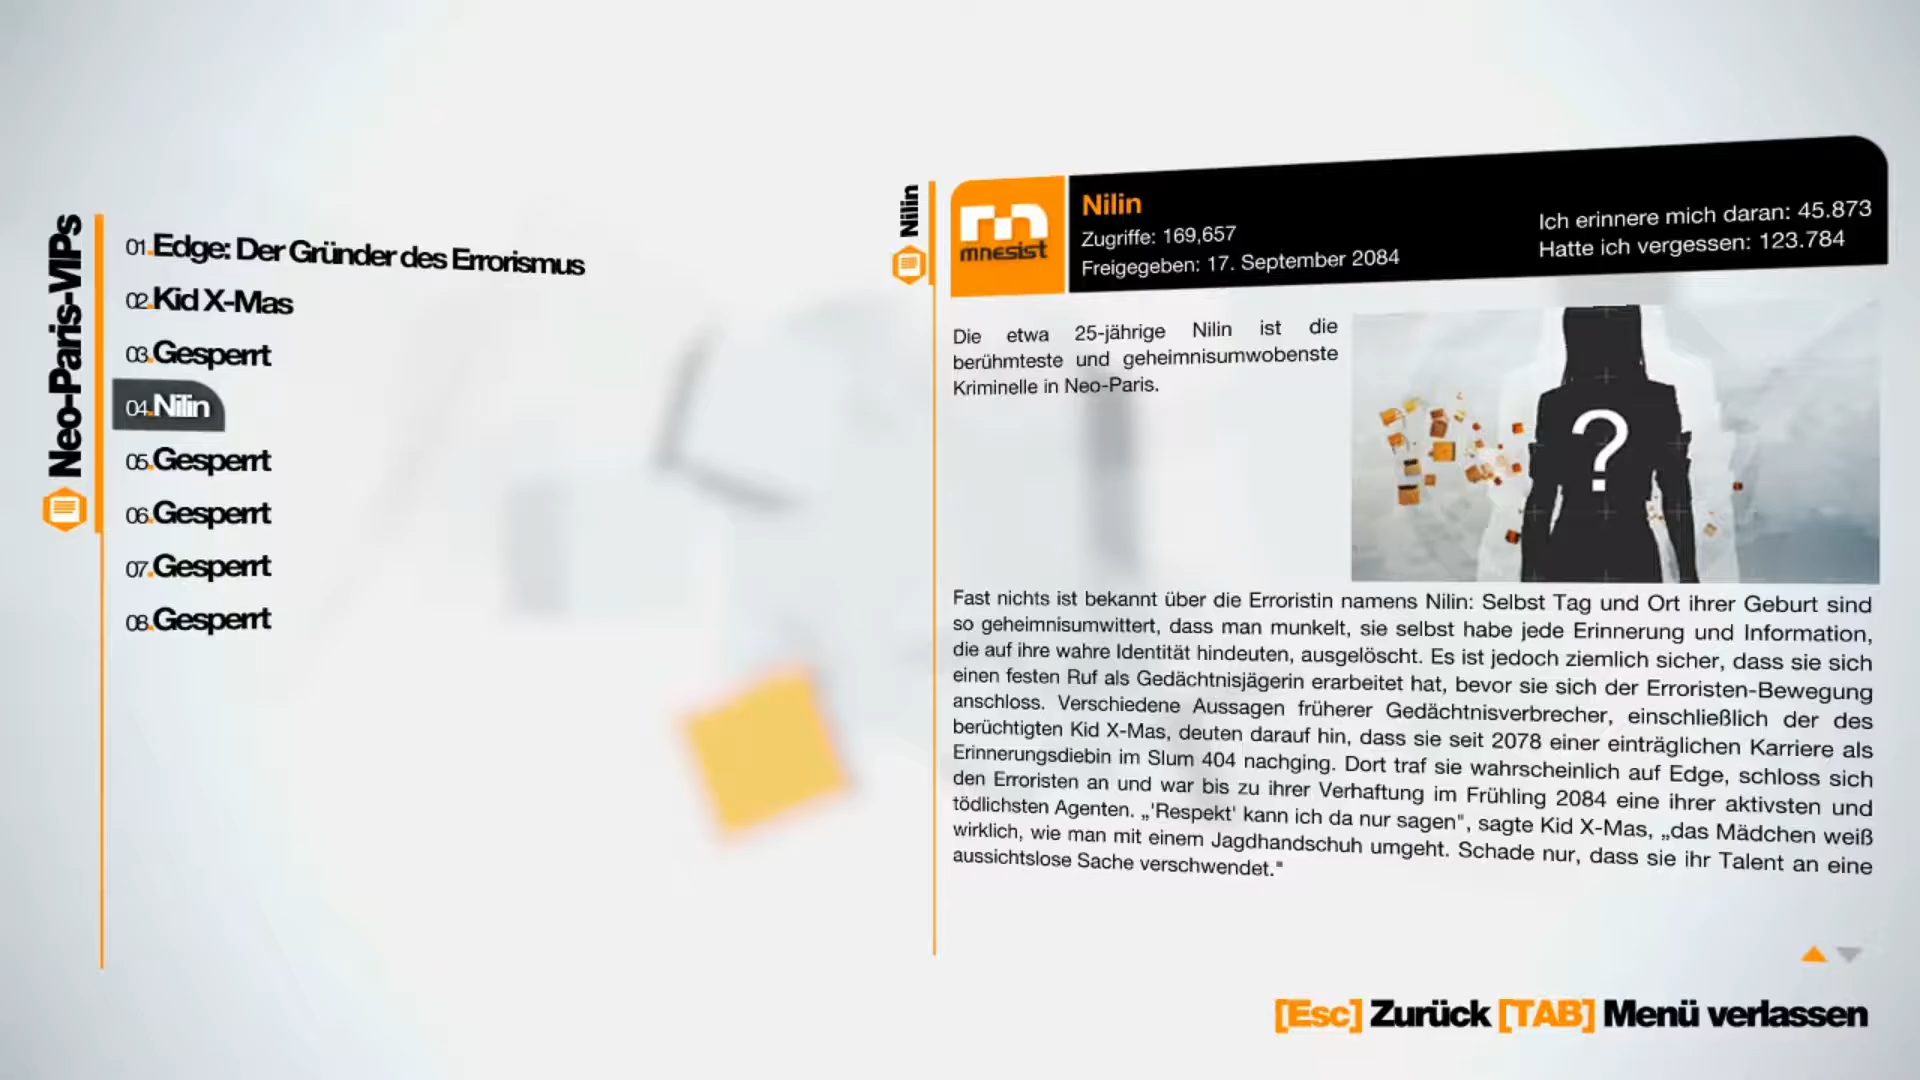 Neo-Paris-VIPs
01.Edge: Der Gründer des Errorismus
02.Kid X-Mas
03.Gesperrt
04.Nilin
05.Gesperrt
06.Gesperrt
07.Gesperrt
08.Gesperrt
Nilin
mnesist
Nilin
Zugriffe: 169,657
Freigegeben: 17. September 2084
Ich erinnere mich daran: 45.873
Hatte ich vergessen: 123.784
Die etwa 25-jährige Nilin ist die
berühmteste und geheimnisumwobenste
Kriminelle in Neo-Paris.
?
Fast nichts ist bekannt über die Erroristin namens Nilin: Selbst Tag und Ort ihrer Geburt sind
so geheimnisumwittert, dass man munkelt, sie selbst habe jede Erinnerung und Information,
die auf ihre wahre Identität hindeuten, ausgelöscht. Es ist jedoch ziemlich sicher, dass sie sich
einen festen Ruf als Gedächtnisjägerin erarbeitet hat, bevor sie sich der Erroristen-Bewegung
anschloss. Verschiedene Aussagen früherer Gedächtnisverbrecher, einschließlich der des
berüchtigten Kid X-Mas, deuten darauf hin, dass sie seit 2078 einer einträglichen Karriere als
Erinnerungsdiebin im Slum 404 nachging. Dort traf sie wahrscheinlich auf Edge, schloss sich
den Erroristen an und war bis zu ihrer Verhaftung im Frühling 2084 eine ihrer aktivsten und
tödlichsten Agenten. „'Respekt' kann ich da nur sagen", sagte Kid X-Mas, „das Mädchen weiß
wirklich, wie man mit einem Jagdhandschuh umgeht. Schade nur, dass sie ihr Talent an eine
aussichtslose Sache verschwendet."
[Esc] Zurück [TAB] Menü verlassen